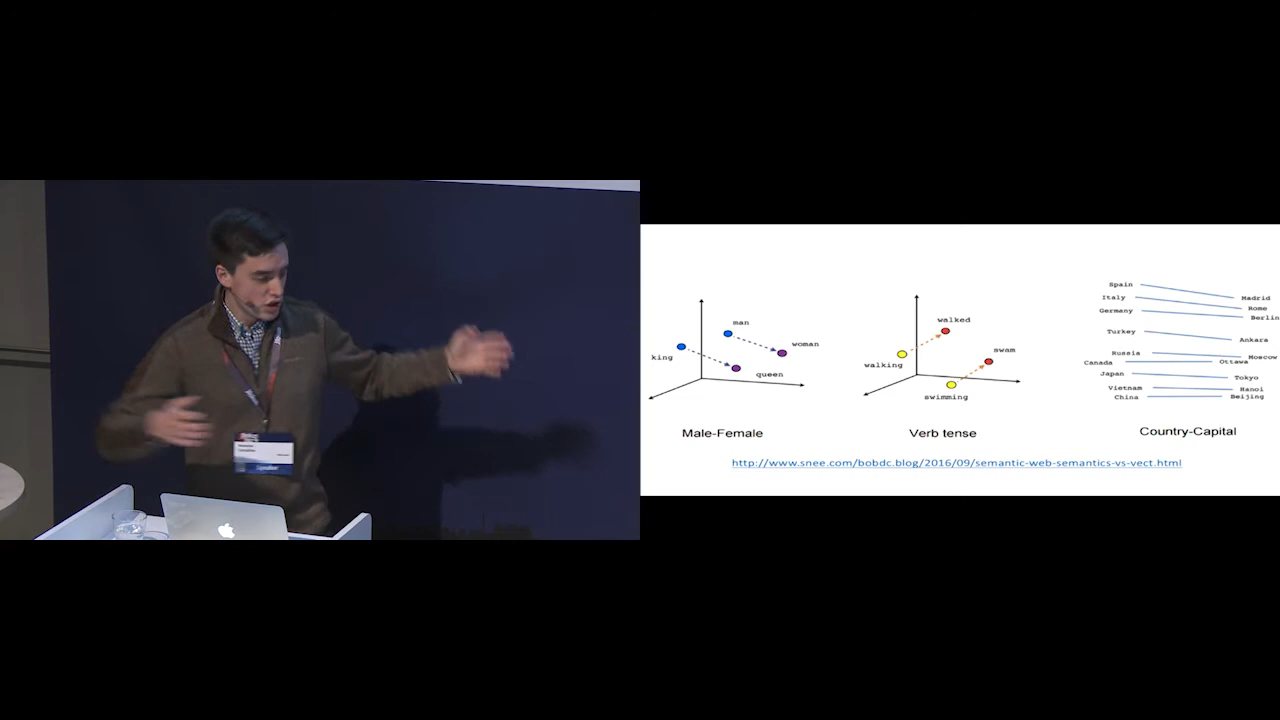 man
woman
king
queen
Male-Female
walked
swam
walking
swimming
Verb tense
Spain
Madrid
Italy
Rome
Germany
Berlin
Turkey
Ankara
Russia
Moscow
Canada
Ottawa
Japan
Tokyo
Vietnam
Hanoi
China
Beijing
Country-Capital
http://www.snee.com/bobdc.blog/2016/09/semantic-web-semantics-vs-vect.html